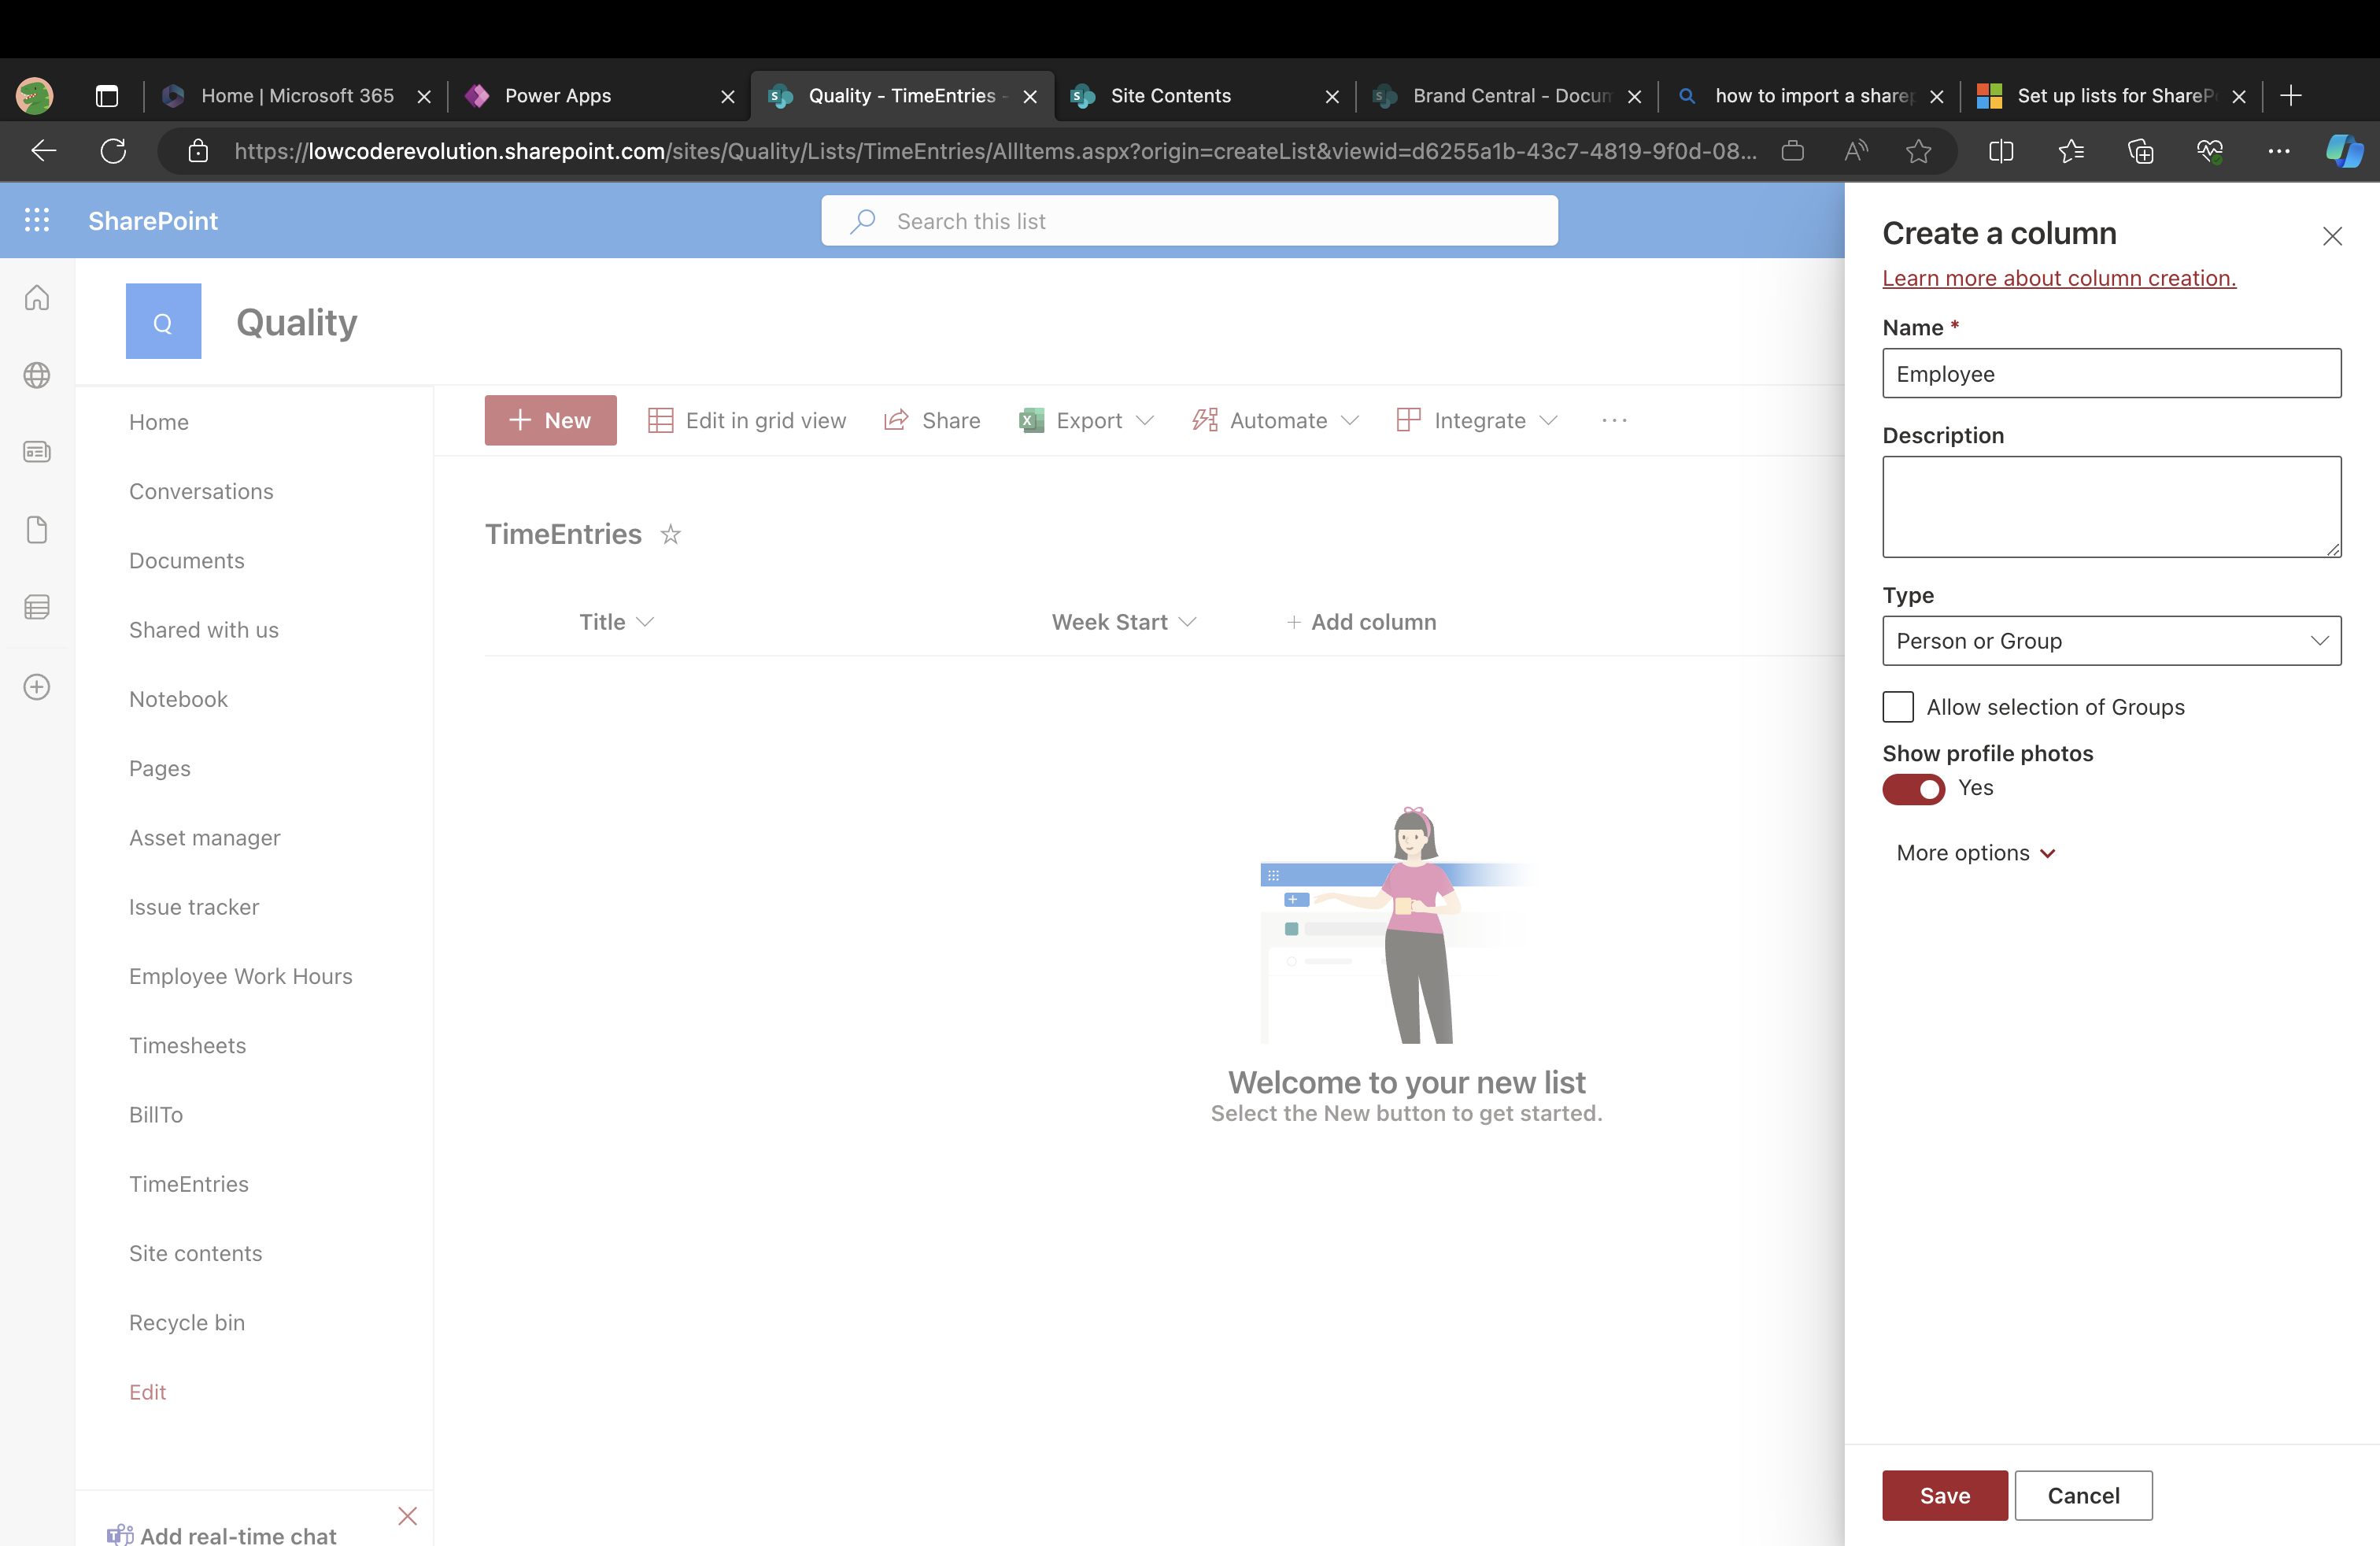 Home | Microsoft 365
Power Apps
Quality - TimeEntries -
Site Contents
Brand Central - Docum
how to import a sharep
Set up lists for ShareP
https://lowcoderevolution.sharepoint.com/sites/Quality/Lists/TimeEntries/AllItems.aspx?origin=createList&viewid=d6255a1b-43c7-4819-9f0d-08...
SharePoint
Search this list
Q
Quality
Home
Conversations
Documents
Shared with us
Notebook
Pages
Asset manager
Issue tracker
Employee Work Hours
Timesheets
BillTo
TimeEntries
Site contents
Recycle bin
Edit
Add real-time chat
New
Edit in grid view
Share
Export
Automate
Integrate
TimeEntries
Title
Week Start
+ Add column
Welcome to your new list
Select the New button to get started.
Create a column
Learn more about column creation.
Name *
Employee
Description
Type
Person or Group
Allow selection of Groups
Show profile photos
Yes
More options
Save
Cancel